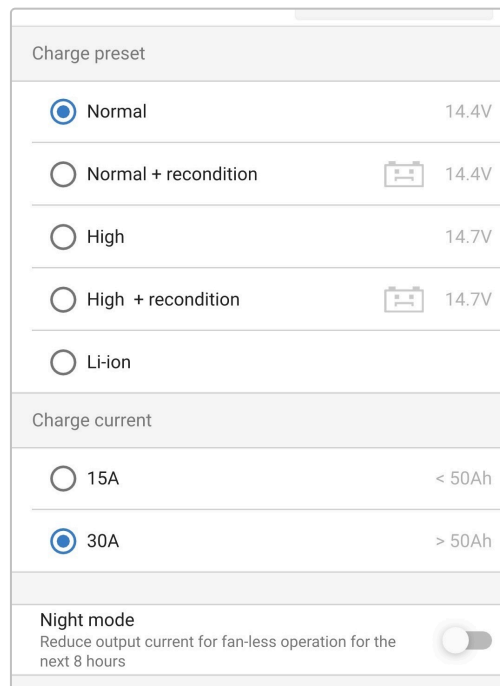 Charge preset
Normal 14.4V
Normal + recondition 14.4V
High 14.7V
High + recondition 14.7V
Li-ion
Charge current
15A < 50Ah
30A > 50Ah
Night mode
Reduce output current for fan-less operation for the
next 8 hours